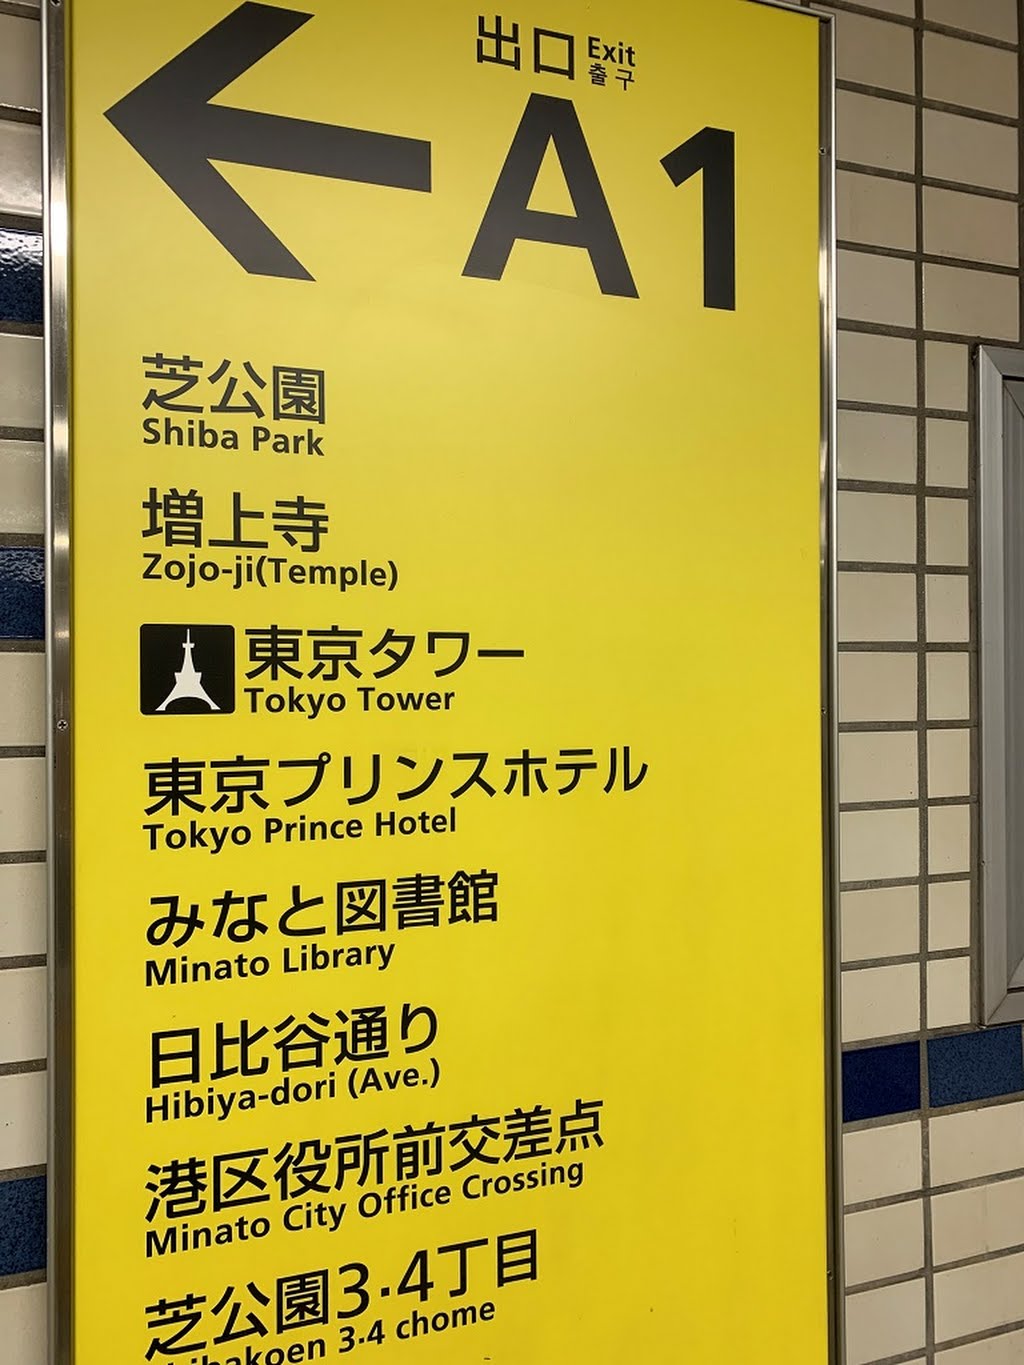 出口 Exit
출구
A1
芝公園
Shiba Park
増上寺
Zojo-ji(Temple)
東京タワー
Tokyo Tower
東京プリンスホテル
Tokyo Prince Hotel
みなと図書館
Minato Library
日比谷通り
Hibiya-dori (Ave.)
港区役所前交差点
Minato City Office Crossing
芝公園3·4丁目
Shibakoen 3·4 chome